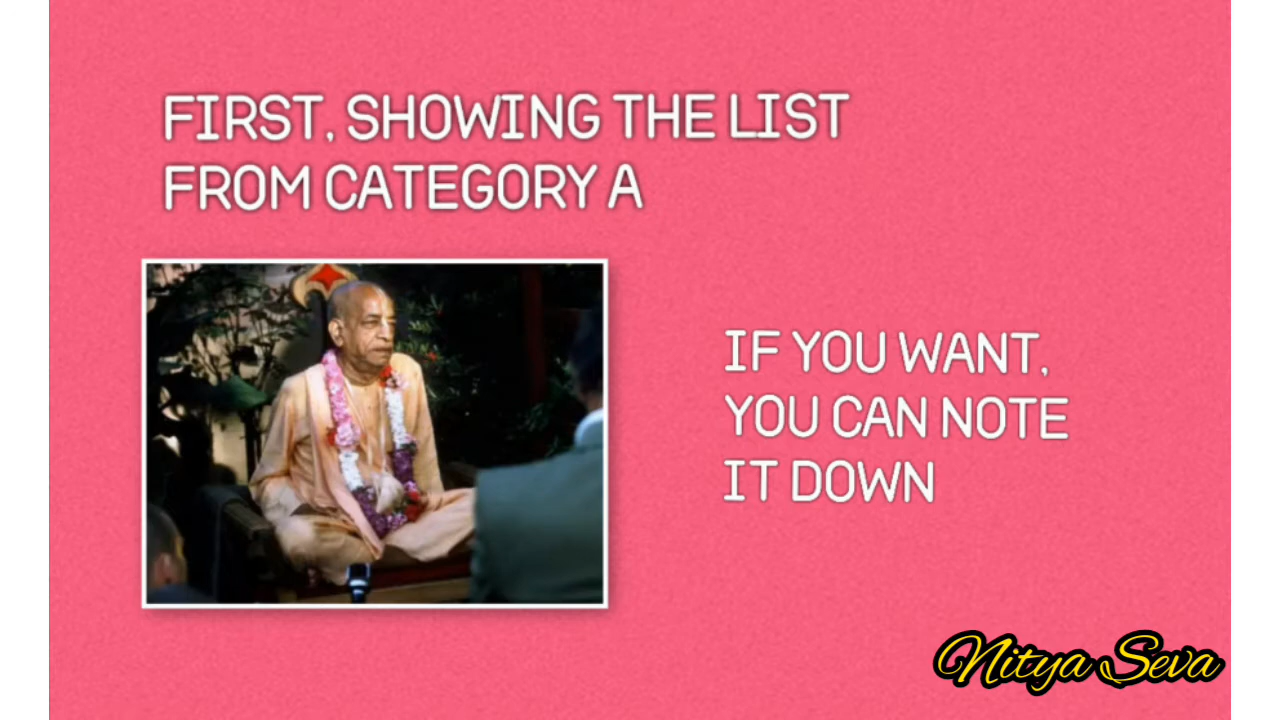 FIRST, SHOWING THE LIST
FROM CATEGORY A
IF YOU WANT,
YOU CAN NOTE
IT DOWN
Nitya Seva